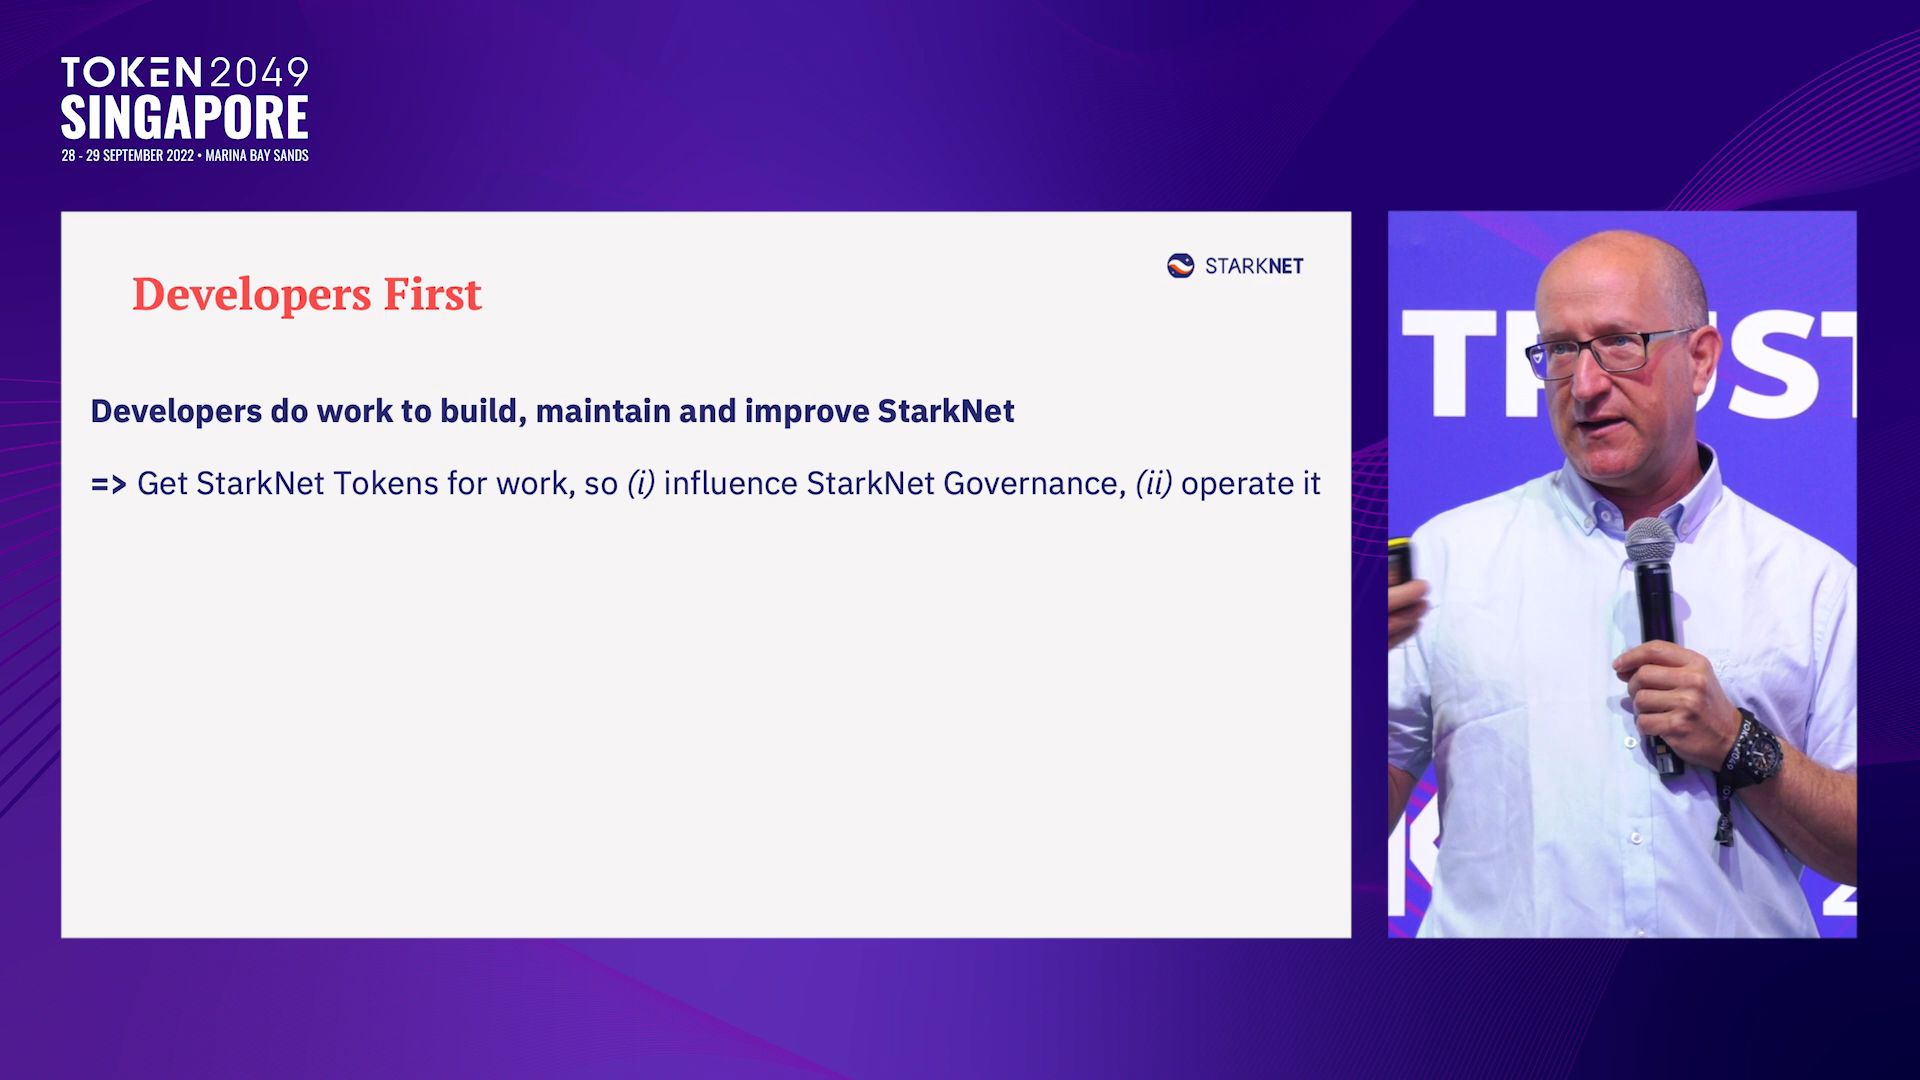 TOKEN2049
SINGAPORE
28 - 29 SEPTEMBER 2022 • MARINA BAY SANDS
STARKNET
Developers First
Developers do work to build, maintain and improve StarkNet
=> Get StarkNet Tokens for work, so (i) influence StarkNet Governance, (ii) operate it